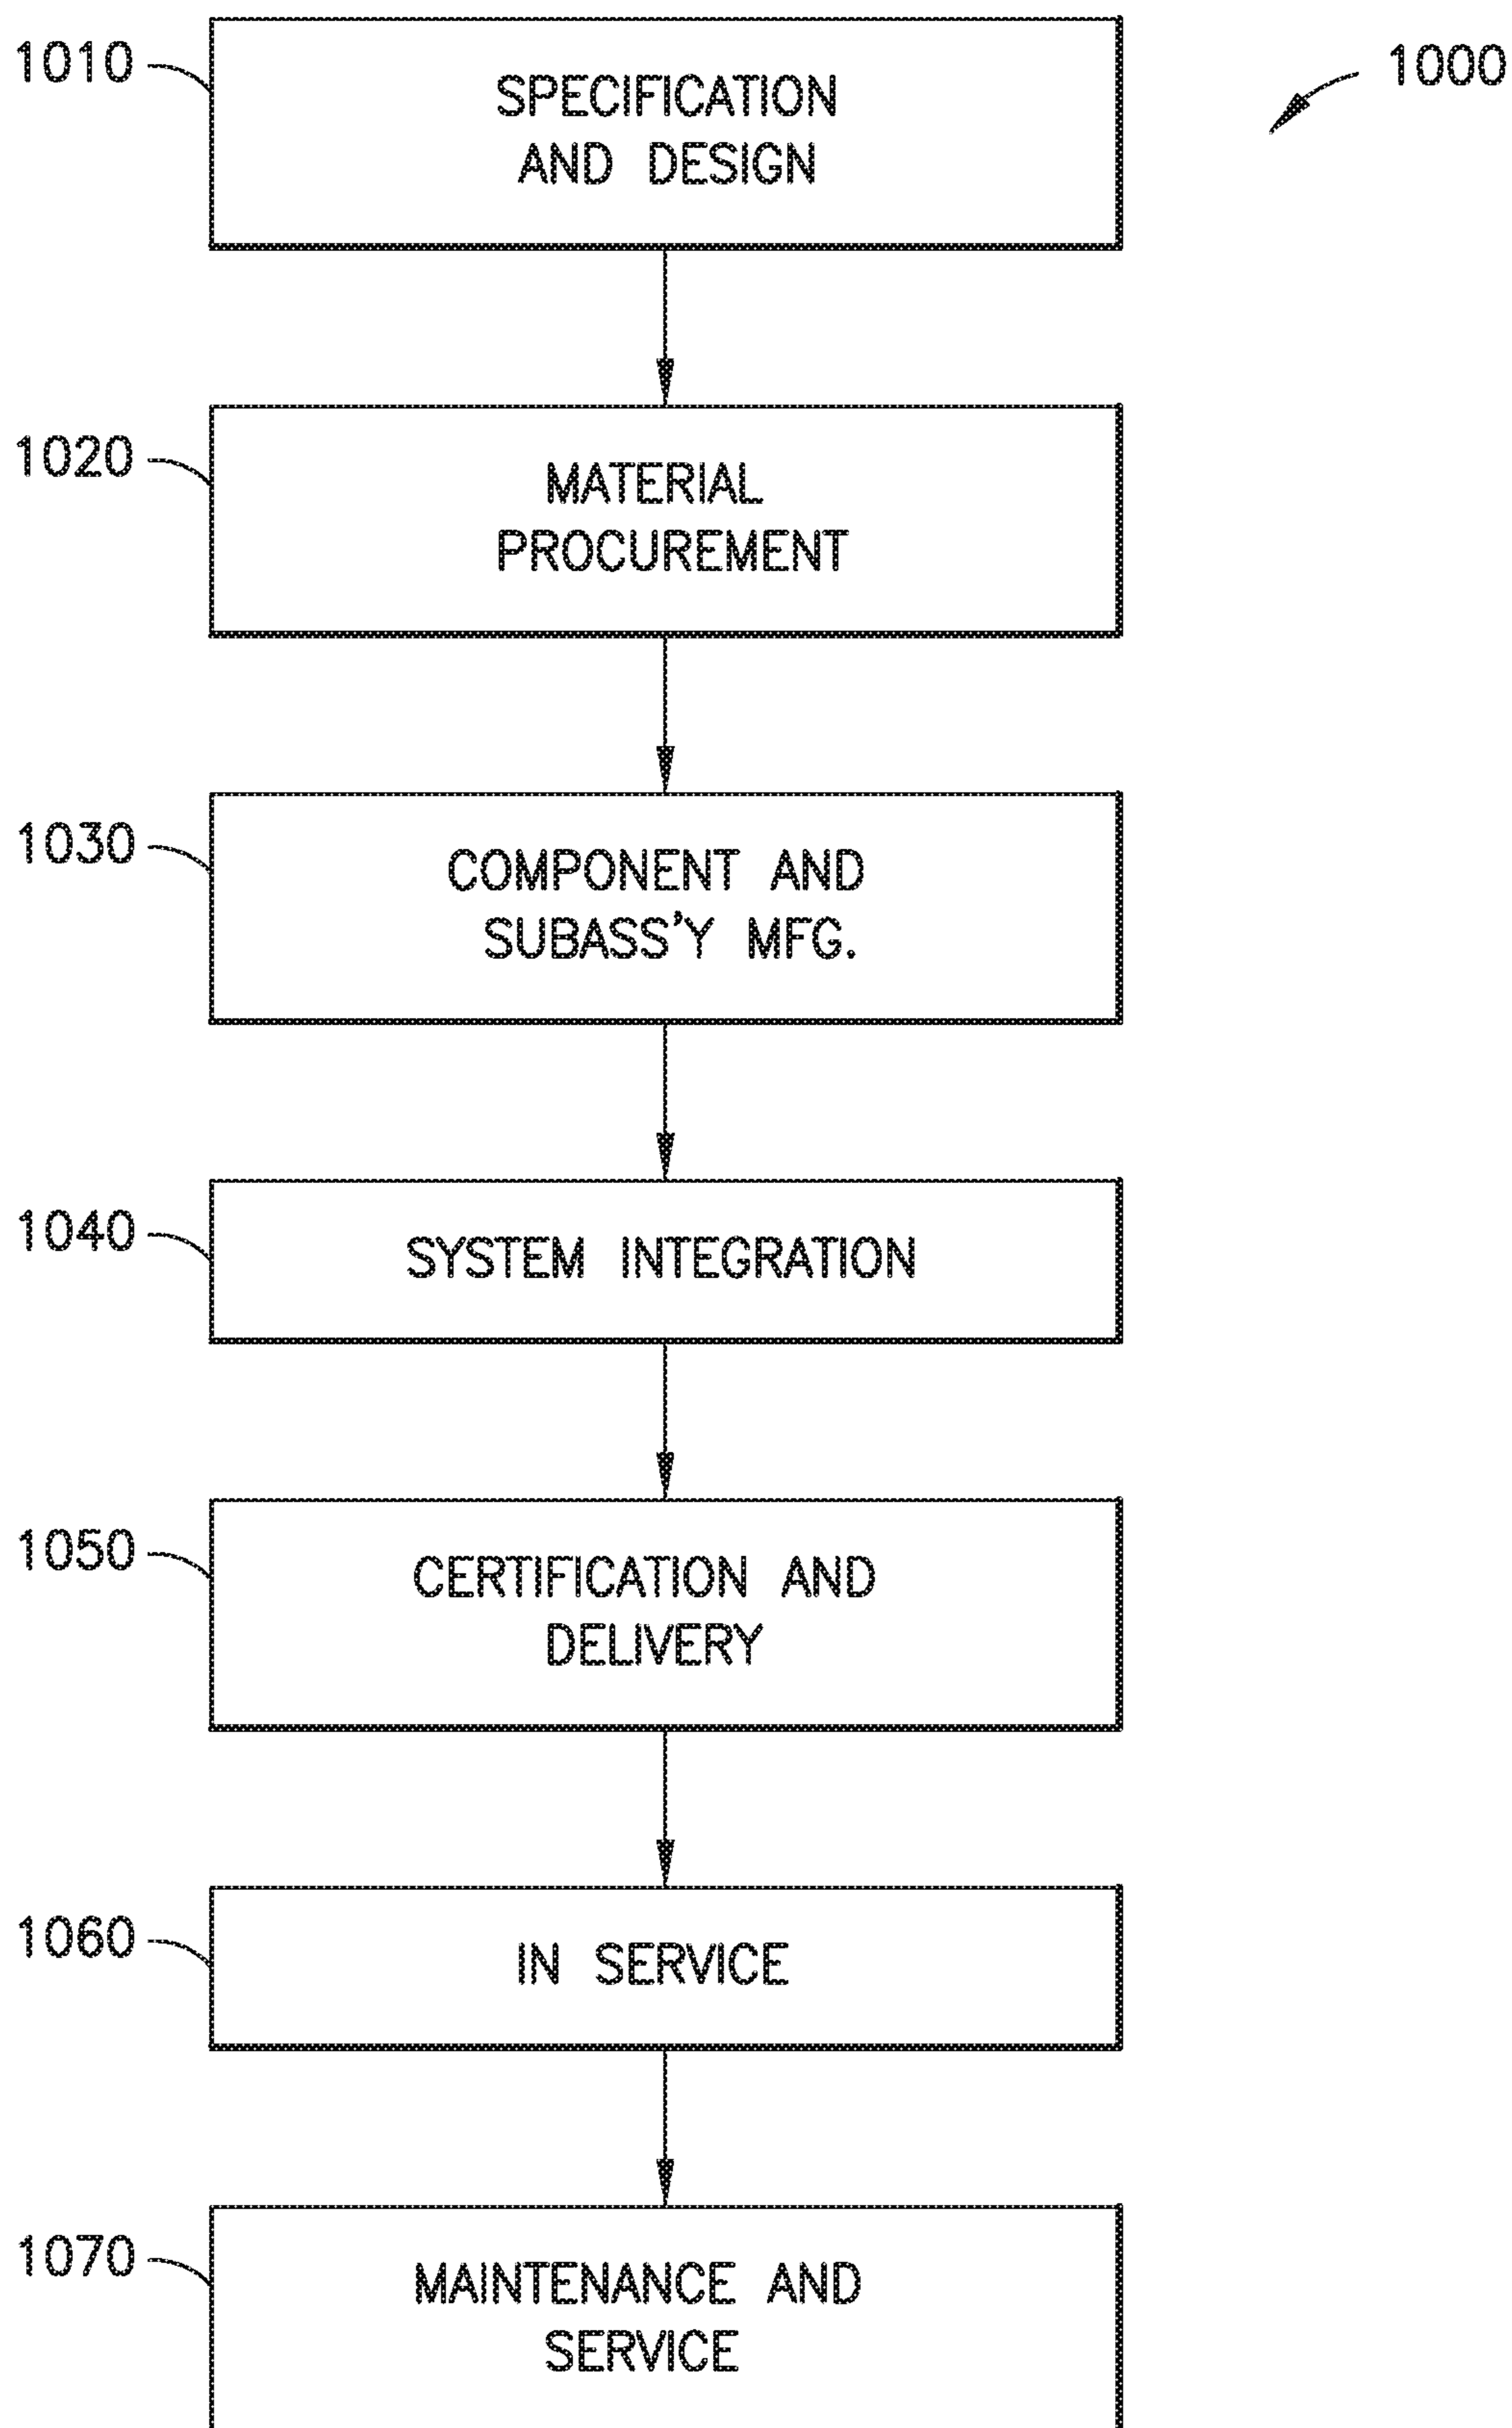 1010
SPECIFICATION
AND DESIGN
1000
1020
MATERIAL
PROCUREMENT
1030
COMPONENT AND
SUBASS'Y MFG.
1040
SYSTEM INTEGRATION
1050
CERTIFICATION AND
DELIVERY
1060
IN SERVICE
1070
MAINTENANCE AND
SERVICE